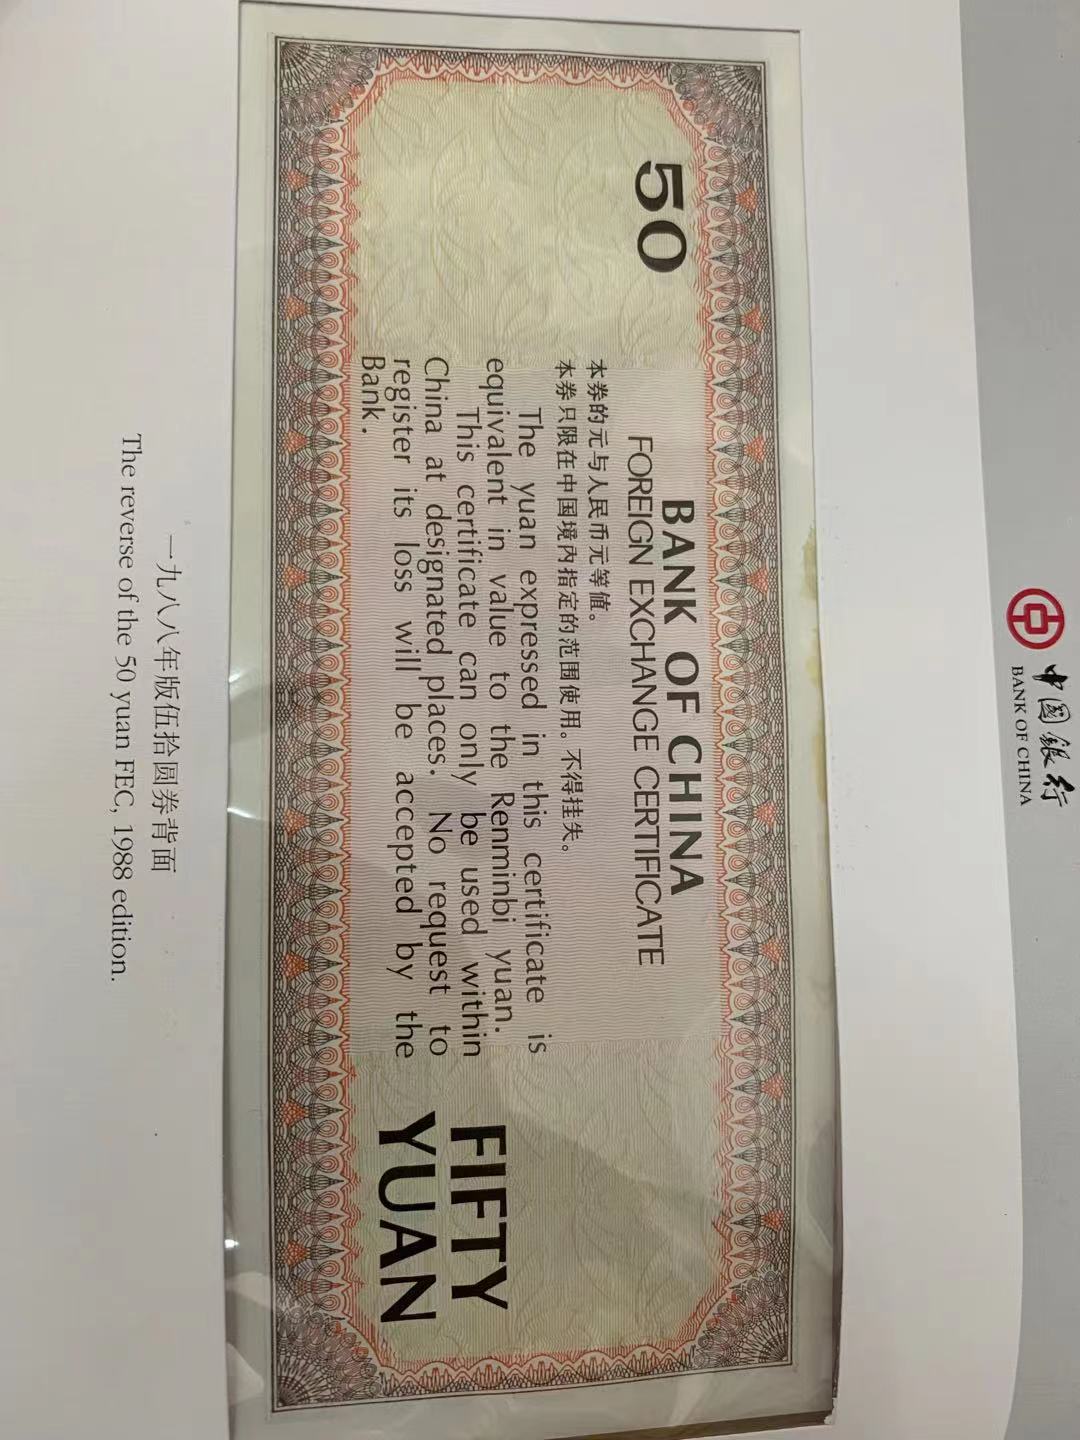 中国银行
BANK OF CHINA
50
BANK OF CHINA
FOREIGN EXCHANGE CERTIFICATE
本券的元与人民币元等值。
本券只限在中国境内指定的范围使用。不得挂失。
The yuan expressed in this certificate is
equivalent in value to the Renminbi yuan.
This certificate can only be used within
China at designated places. No request to
register its loss will be accepted by the
Bank.
FIFTY
YUAN
一九八八年版伍拾圆券背面
The reverse of the 50 yuan FEC, 1988 edition.